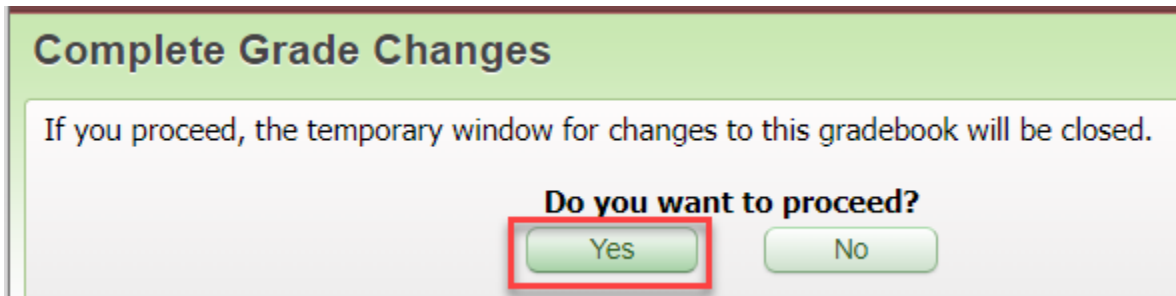 Complete Grade Changes
If you proceed, the temporary window for changes to this gradebook will be closed.
Do you want to proceed?
Yes No